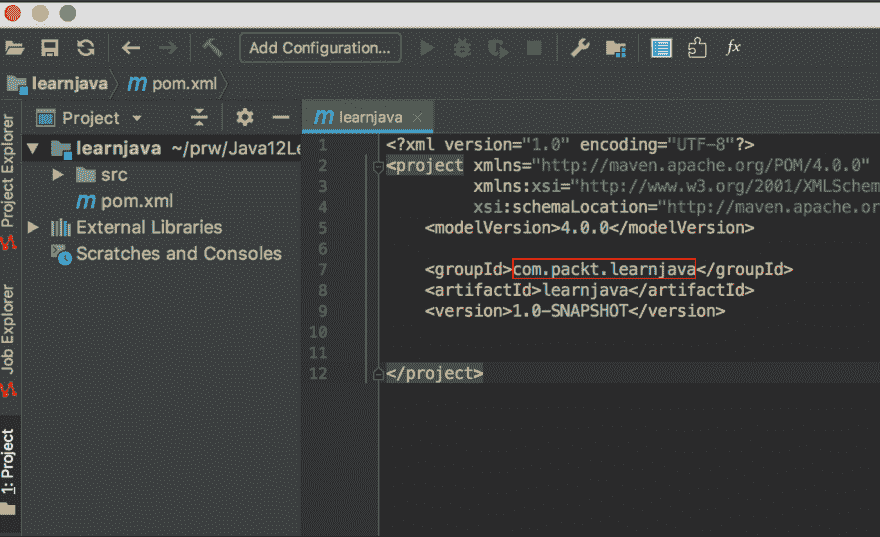 Add Configuration...
fx
learnjava
m pom.xml
Project
learnjava ~/prw/Java12Le
src
m pom.xml
External Libraries
Scratches and Consoles
Project Explorer
Job Explorer
1: Project
m learnjava
1 <?xml version="1.0" encoding="UTF-8"?>
2 <project xmlns="http://maven.apache.org/POM/4.0.0"
3 xmlns:xsi="http://www.w3.org/2001/XMLSchem
4 xsi:schemaLocation="http://maven.apache.or
5 <modelVersion>4.0.0</modelVersion>
6
7 <groupId>com.packt.learnjava</groupId>
8 <artifactId>learnjava</artifactId>
9 <version>1.0-SNAPSHOT</version>
10
11
12 </project>